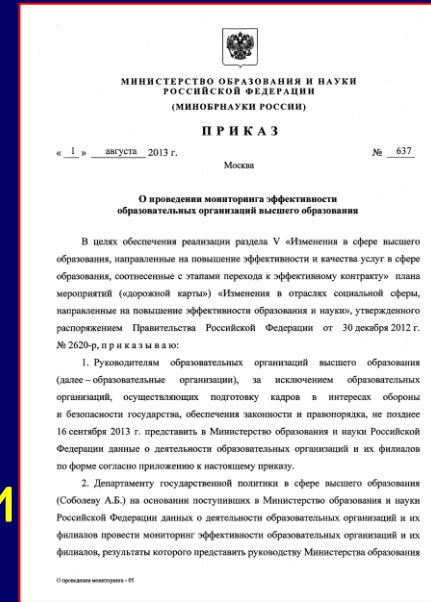 МИНИСТЕРСТВО ОБРАЗОВАНИЯ И НАУКИ
РОССИЙСКОЙ ФЕДЕРАЦИИ
(МИНОБРНАУКИ РОССИИ)
ПРИКАЗ
« 1 » августа 2013 г. № 637
Москва
О проведении мониторинга эффективности
образовательных организаций высшего образования
В целях обеспечения реализации раздела V «Изменения в сфере высшего
образования, направленные на повышение эффективности и качества услуг в сфере
образования, соотнесенные с этапами перехода к эффективному контракту» плана
мероприятий («дорожной карты») «Изменения в отраслях социальной сферы,
направленные на повышение эффективности образования и науки», утвержденного
распоряжением Правительства Российской Федерации от 30 декабря 2012 г.
№ 2620-р, п р и к а з ы в а ю:
1. Руководителям образовательных организаций высшего образования
(далее – образовательные организации), за исключением образовательных
организаций, осуществляющих подготовку кадров в интересах обороны
и безопасности государства, обеспечения законности и правопорядка, не позднее
16 сентября 2013 г. представить в Министерство образования и науки Российской
Федерации данные о деятельности образовательных организаций и их филиалов
по форме согласно приложению к настоящему приказу.
2. Департаменту государственной политики в сфере высшего образования
(Соболеву А.Б.) на основании поступивших в Министерство образования и науки
Российской Федерации данных о деятельности образовательных организаций и их
филиалов провести мониторинг эффективности образовательных организаций и их
филиалов, результаты которого представить руководству Министерства образования
О проведении мониторинга - 05